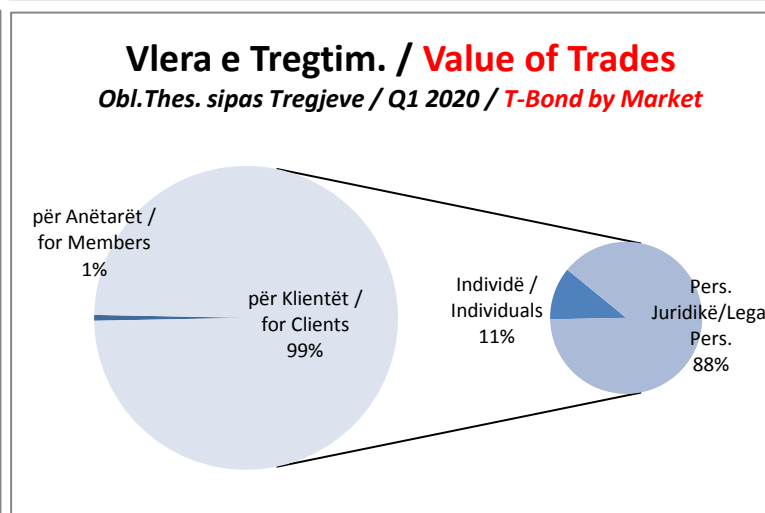 Vlera e Tregtim. / Value of Trades
Obl.Thes. sipas Tregjeve / Q1 2020 / T-Bond by Market
për Anëtarët /
for Members
1%
për Klientët /
for Clients
99%
Individë /
Individuals
11%
Pers.
Juridikë/Lega
Pers.
88%